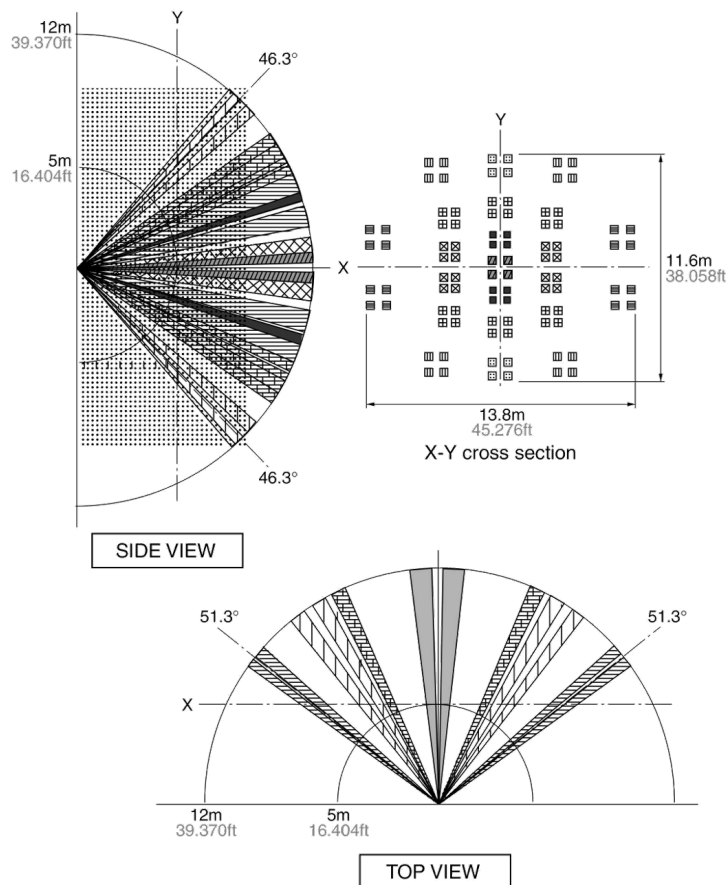 Y
12m
39.370ft
46.3°
5m
16.404ft
X
46.3°
SIDE VIEW
Y
11.6m
38.058ft
13.8m
45.276ft
X-Y cross section
51.3°
51.3°
X
12m
39.370ft
5m
16.404ft
TOP VIEW